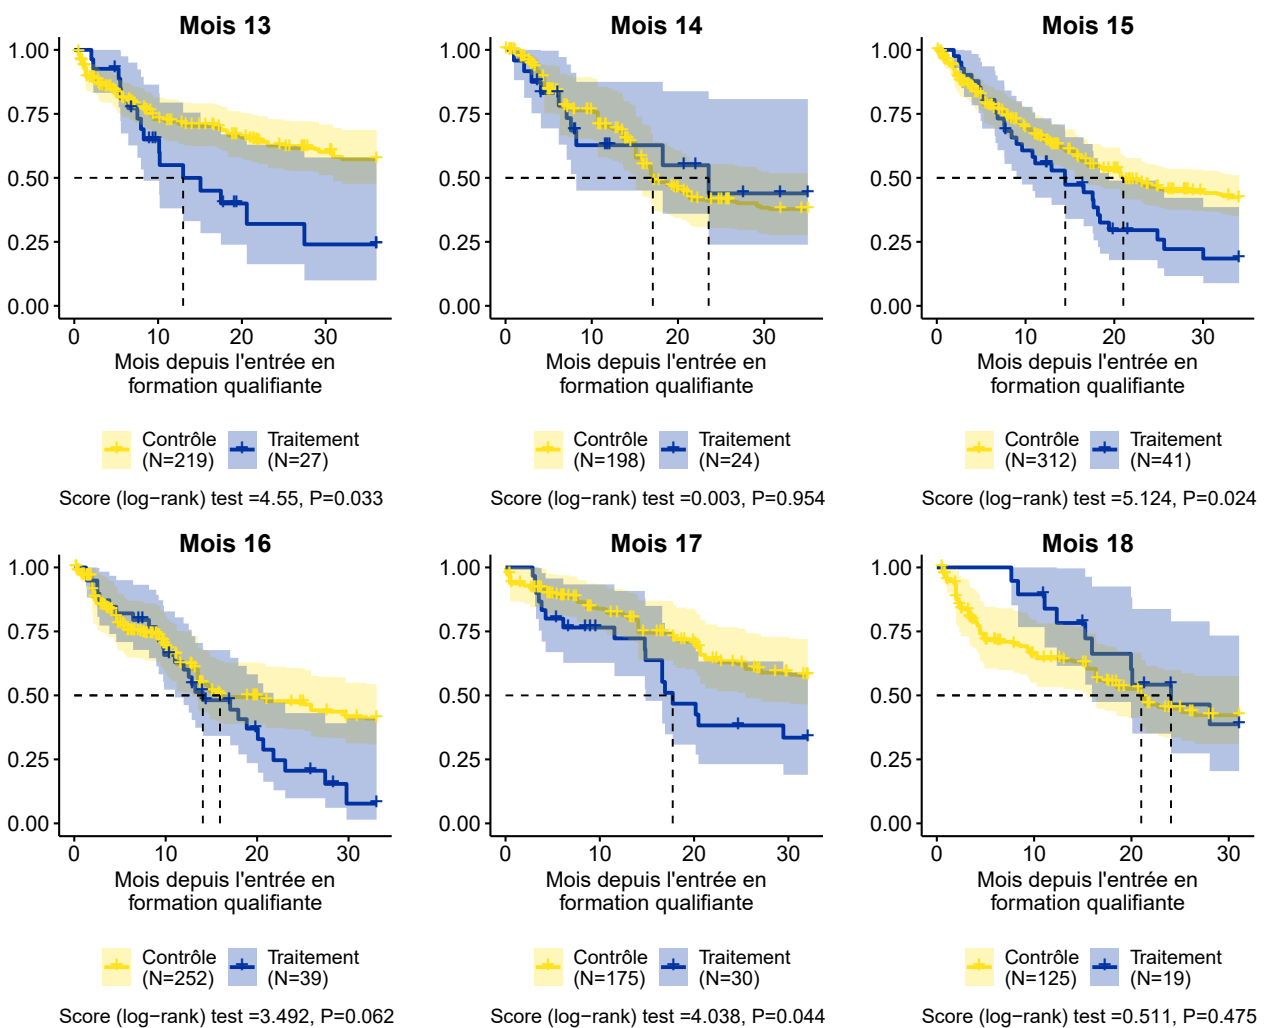 Mois 13
1.00
0.75
0.50
0.25
0.00
0 10 20 30
Mois depuis l'entrée en
formation qualifiante
Contrôle
(N=219)
Traitement
(N=27)
Score (log−rank) test =4.55, P=0.033
Mois 14
1.00
0.75
0.50
0.25
0.00
0 10 20 30
Mois depuis l'entrée en
formation qualifiante
Contrôle
(N=198)
Traitement
(N=24)
Score (log−rank) test =0.003, P=0.954
Mois 15
1.00
0.75
0.50
0.25
0.00
0 10 20 30
Mois depuis l'entrée en
formation qualifiante
Contrôle
(N=312)
Traitement
(N=41)
Score (log−rank) test =5.124, P=0.024
Mois 16
1.00
0.75
0.50
0.25
0.00
0 10 20 30
Mois depuis l'entrée en
formation qualifiante
Contrôle
(N=252)
Traitement
(N=39)
Score (log−rank) test =3.492, P=0.062
Mois 17
1.00
0.75
0.50
0.25
0.00
0 10 20 30
Mois depuis l'entrée en
formation qualifiante
Contrôle
(N=175)
Traitement
(N=30)
Score (log−rank) test =4.038, P=0.044
Mois 18
1.00
0.75
0.50
0.25
0.00
0 10 20 30
Mois depuis l'entrée en
formation qualifiante
Contrôle
(N=125)
Traitement
(N=19)
Score (log−rank) test =0.511, P=0.475